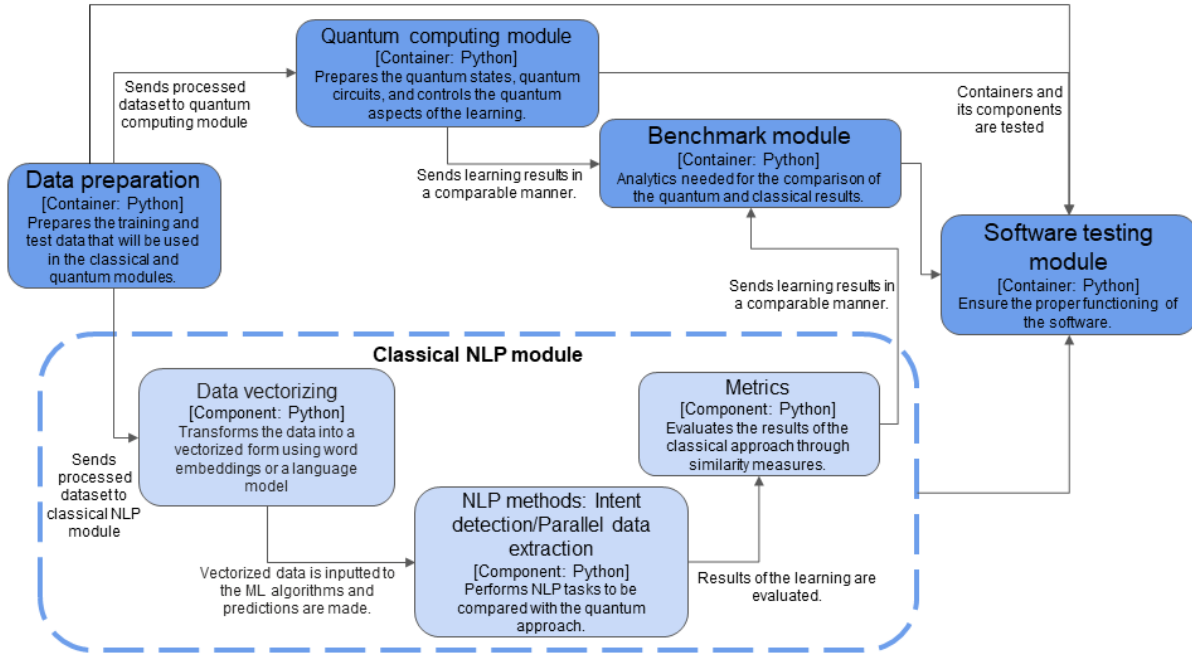 Quantum computing module
[Container: Python]
Prepares the quantum states, quantum
circuits, and controls the quantum
aspects of the learning.
Sends processed
dataset to quantum
computing module
Containers and
its components
are tested
Benchmark module
[Container: Python]
Analytics needed for the comparison of
the quantum and classical results.
Sends learning results in
a comparable manner.
Data preparation
[Container: Python]
Prepares the training and
test data that will be used
in the classical and
quantum modules.
Software testing
module
[Container: Python]
Ensure the proper functioning of
the software.
Sends learning results in
a comparable manner.
Classical NLP module
Data vectorizing
[Component: Python]
Transforms the data into a
vectorized form using word
embeddings or a language
model
Metrics
[Component: Python]
Evaluates the results of the
classical approach through
similarity measures.
Sends
processed
dataset to
classical NLP
module
NLP methods: Intent
detection/Parallel data
extraction
[Component: Python]
Performs NLP tasks to be
compared with the quantum
approach.
Vectorized data is inputted to
the ML algorithms and
predictions are made.
Results of the learning are
evaluated.